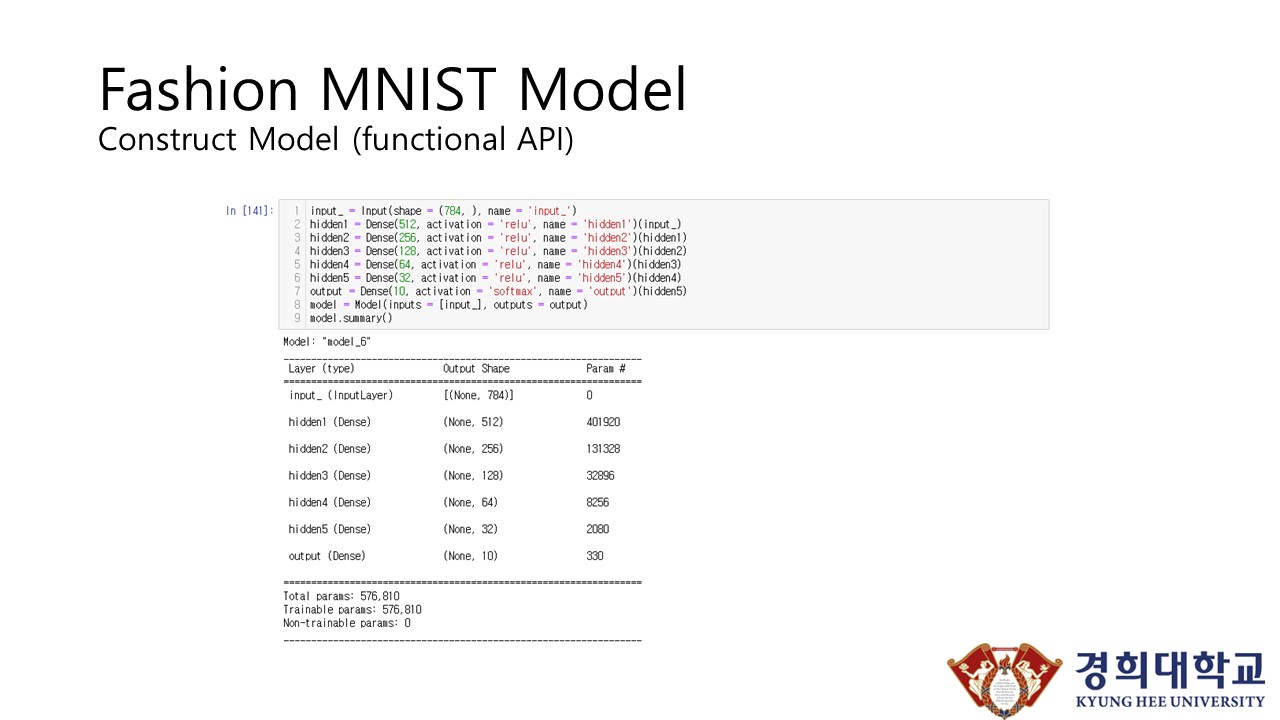 Fashion MNIST Model
Construct Model (functional API)
In [141]:
1 input_ = Input(shape = (784, ), name = 'input_')
2 hidden1 = Dense(512, activation = 'relu', name = 'hidden1')(input_)
3 hidden2 = Dense(256, activation = 'relu', name = 'hidden2')(hidden1)
4 hidden3 = Dense(128, activation = 'relu', name = 'hidden3')(hidden2)
5 hidden4 = Dense(64, activation = 'relu', name = 'hidden4')(hidden3)
6 hidden5 = Dense(32, activation = 'relu', name = 'hidden5')(hidden4)
7 output = Dense(10, activation = 'softmax', name = 'output')(hidden5)
8 model = Model(inputs = [input_], outputs = output)
9 model.summary()
Model: "model_6"
Layer (type) Output Shape Param #
input_ (InputLayer) [(None, 784)] 0
hidden1 (Dense) (None, 512) 401920
hidden2 (Dense) (None, 256) 131328
hidden3 (Dense) (None, 128) 32896
hidden4 (Dense) (None, 64) 8256
hidden5 (Dense) (None, 32) 2080
output (Dense) (None, 10) 330
Total params: 576,810
Trainable params: 576,810
Non-trainable params: 0
경희대학교
KYUNG HEE UNIVERSITY